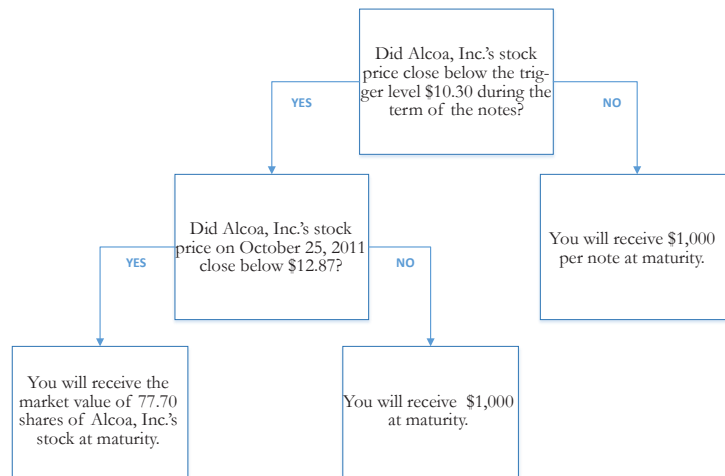 Did Alcoa, Inc.'s stock
price close below the trig-
ger level $10.30 during the
term of the notes?
YES
NO
Did Alcoa, Inc.'s stock
price on October 25, 2011
close below $12.87?
You will receive $1,000
per note at maturity.
YES
NO
You will receive the
market value of 77.70
shares of Alcoa, Inc.'s
stock at maturity.
You will receive $1,000
at maturity.